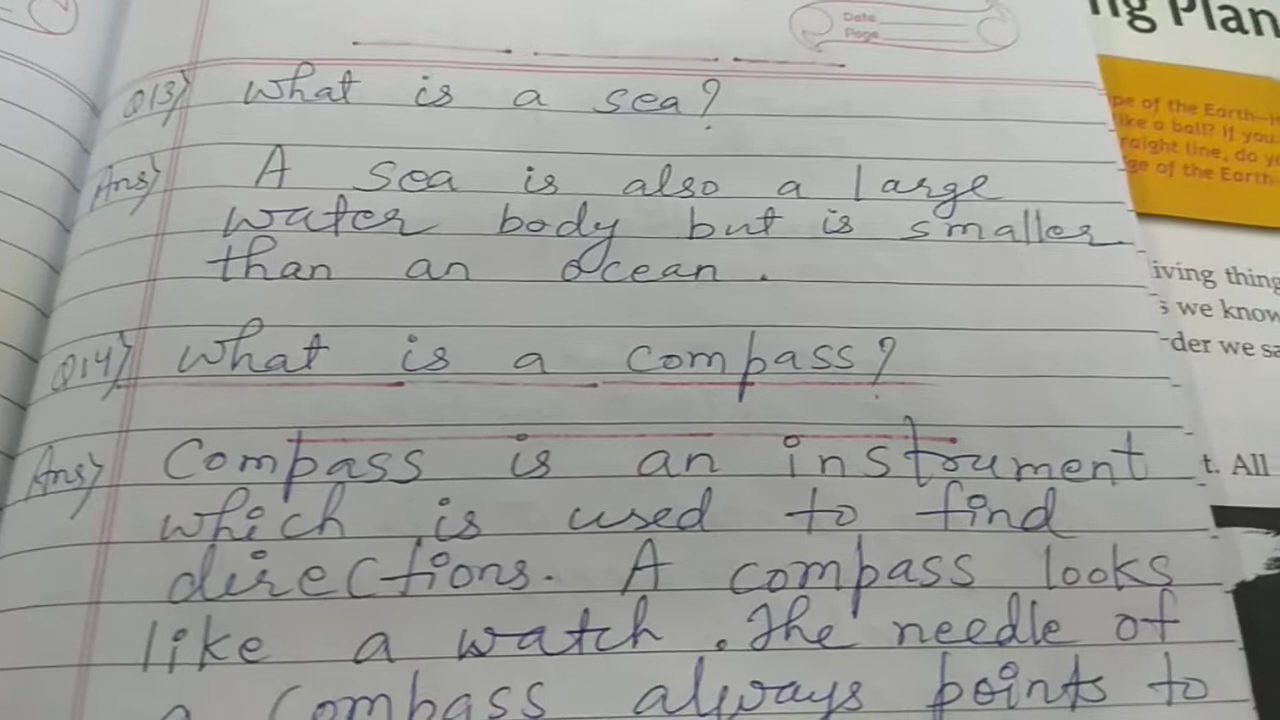 Date
Page
Q13) What is a sea?
Ans) A sea is also a large
water body but is smaller
than an ocean.
Q14) What is a compass?
Ans) Compass is an instrument
which is used to find
directions. A compass looks
like a watch. The needle of
a compass always points to
ng Plan
pe of the Earth—
like a ball? If you
raight line, do yo
ge of the Earth
iving thing
s we know
der we sa
t. All